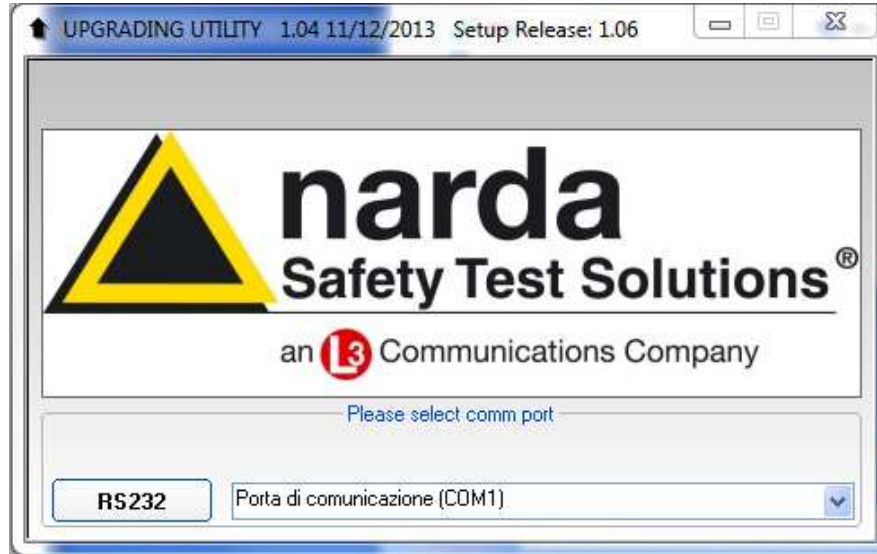 UPGRADING UTILITY 1.04 11/12/2013 Setup Release: 1.06
narda
Safety Test Solutions®
an L3 Communications Company
Please select comm port
RS232
Porta di comunicazione (COM1)